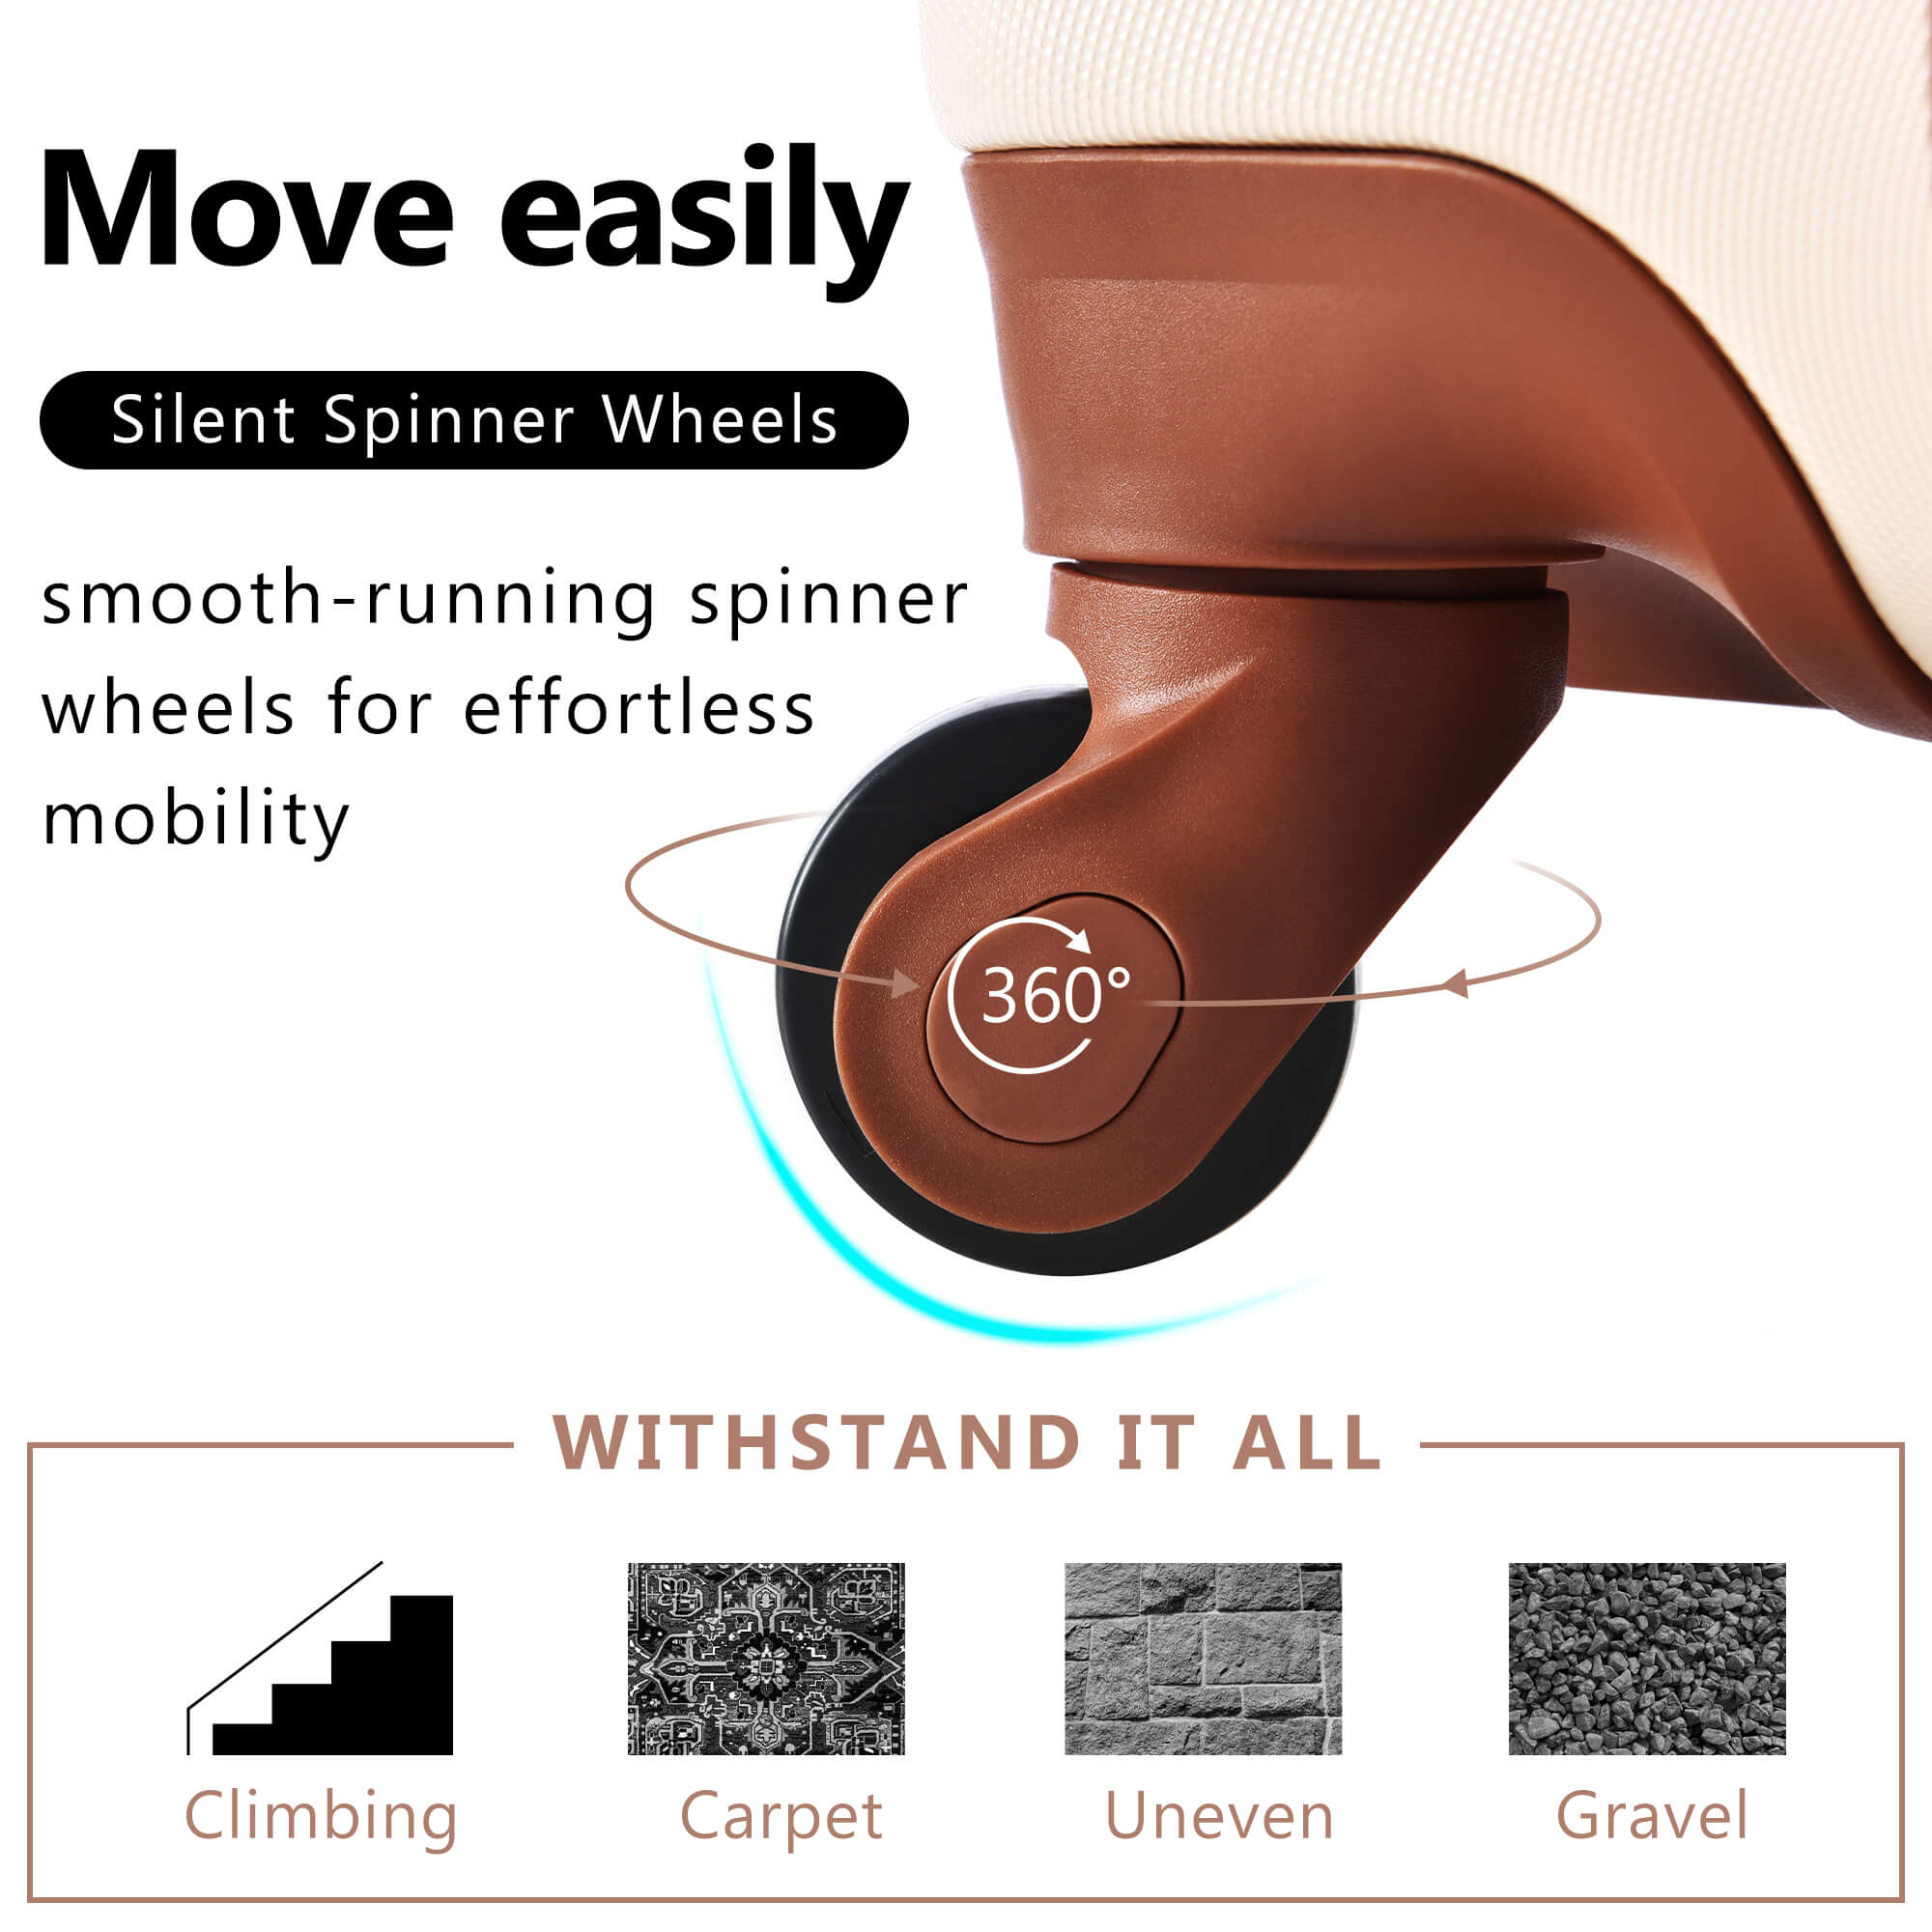 Move easily
Silent Spinner Wheels
smooth-running spinner
wheels for effortless
mobility
360°
WITHSTAND IT ALL
Climbing
Carpet
Uneven
Gravel